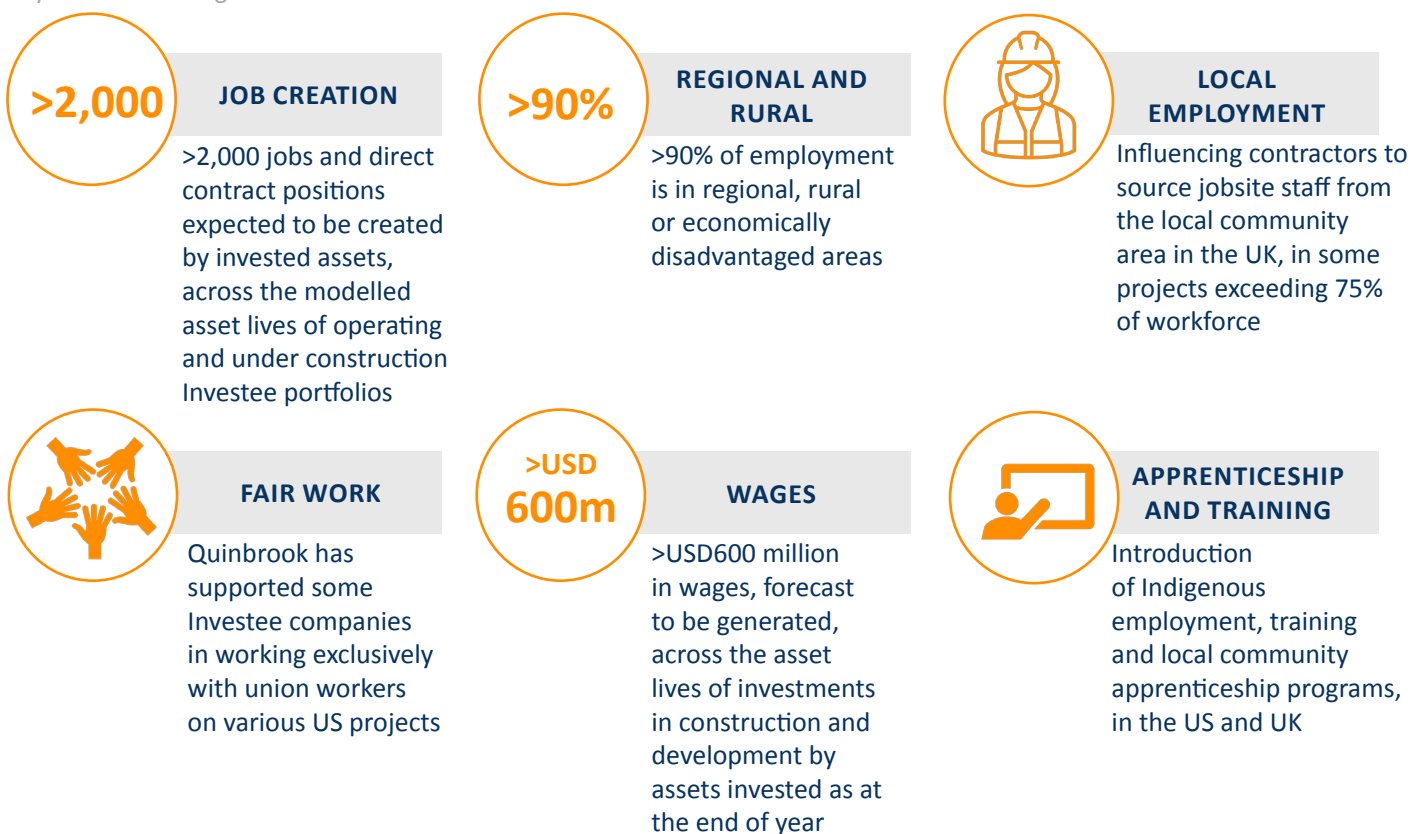 >2,000
JOB CREATION
>2,000 jobs and direct
contract positions
expected to be created
by invested assets,
across the modelled
asset lives of operating
and under construction
Investee portfolios
>90%
REGIONAL AND
RURAL
>90% of employment
is in regional, rural
or economically
disadvantaged areas
LOCAL
EMPLOYMENT
Influencing contractors to
source jobsite staff from
the local community
area in the UK, in some
projects exceeding 75%
of workforce
FAIR WORK
Quinbrook has
supported some
Investee companies
in working exclusively
with union workers
on various US projects
>USD
600m
WAGES
>USD600 million
in wages, forecast
to be generated,
across the asset
lives of investments
in construction and
development by
assets invested as at
the end of year
APPRENTICESHIP
AND TRAINING
Introduction
of Indigenous
employment, training
and local community
apprenticeship programs,
in the US and UK